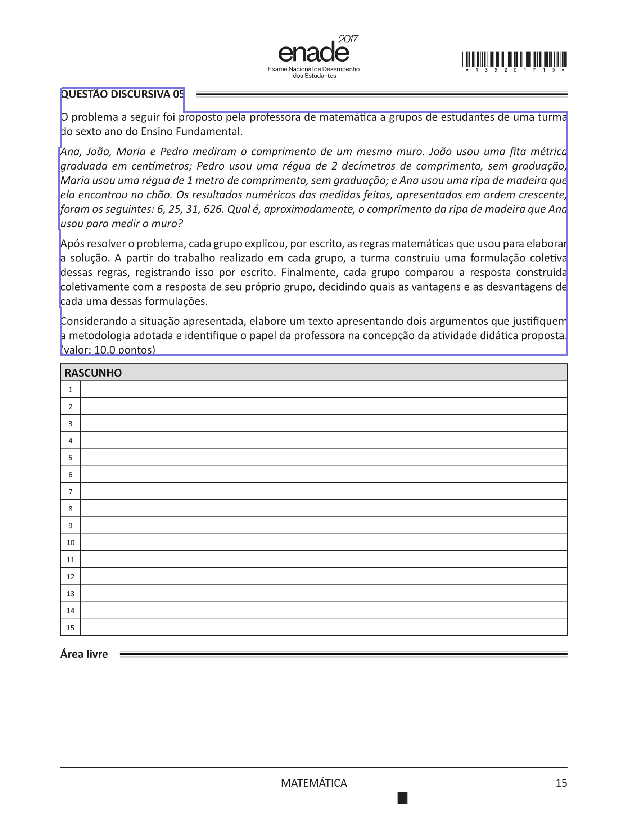 2017
enade
Exame Nacional de Desempenho
dos Estudantes
QUESTÃO DISCURSIVA 05
O problema a seguir foi proposto pela professora de matemática a grupos de estudantes de uma turma
do sexto ano do Ensino Fundamental.
Ana, João, Maria e Pedro mediram o comprimento de um mesmo muro. João usou uma fita métrica
graduada em centímetros; Pedro usou uma régua de 2 decímetros de comprimento, sem graduação,
Maria usou uma régua de 1 metro de comprimento, sem graduação; e Ana usou uma ripa de madeira que
ela encontrou no chão. Os resultados numéricos das medidas feitas, apresentados em ordem crescente,
foram os seguintes: 6, 25, 31, 626. Qual é, aproximadamente, o comprimento da ripa de madeira que Ana
usou para medir o muro?
Após resolver o problema, cada grupo explicou, por escrito, as regras matemáticas que usou para elaborar
a solução. A partir do trabalho realizado em cada grupo, a turma construiu uma formulação coletiva
dessas regras, registrando isso por escrito. Finalmente, cada grupo comparou a resposta construída
coletivamente com a resposta de seu próprio grupo, decidindo quais as vantagens e as desvantagens de
cada uma dessas formulações.
Considerando a situação apresentada, elabore um texto apresentando dois argumentos que justifiquem
a metodologia adotada e identifique o papel da professora na concepção da atividade didática proposta.
(valor: 10,0 pontos)
RASCUNHO
1
2
3
4
5
6
7
8
9
10
11
12
13
14
15
Área livre
MATEMÁTICA 15